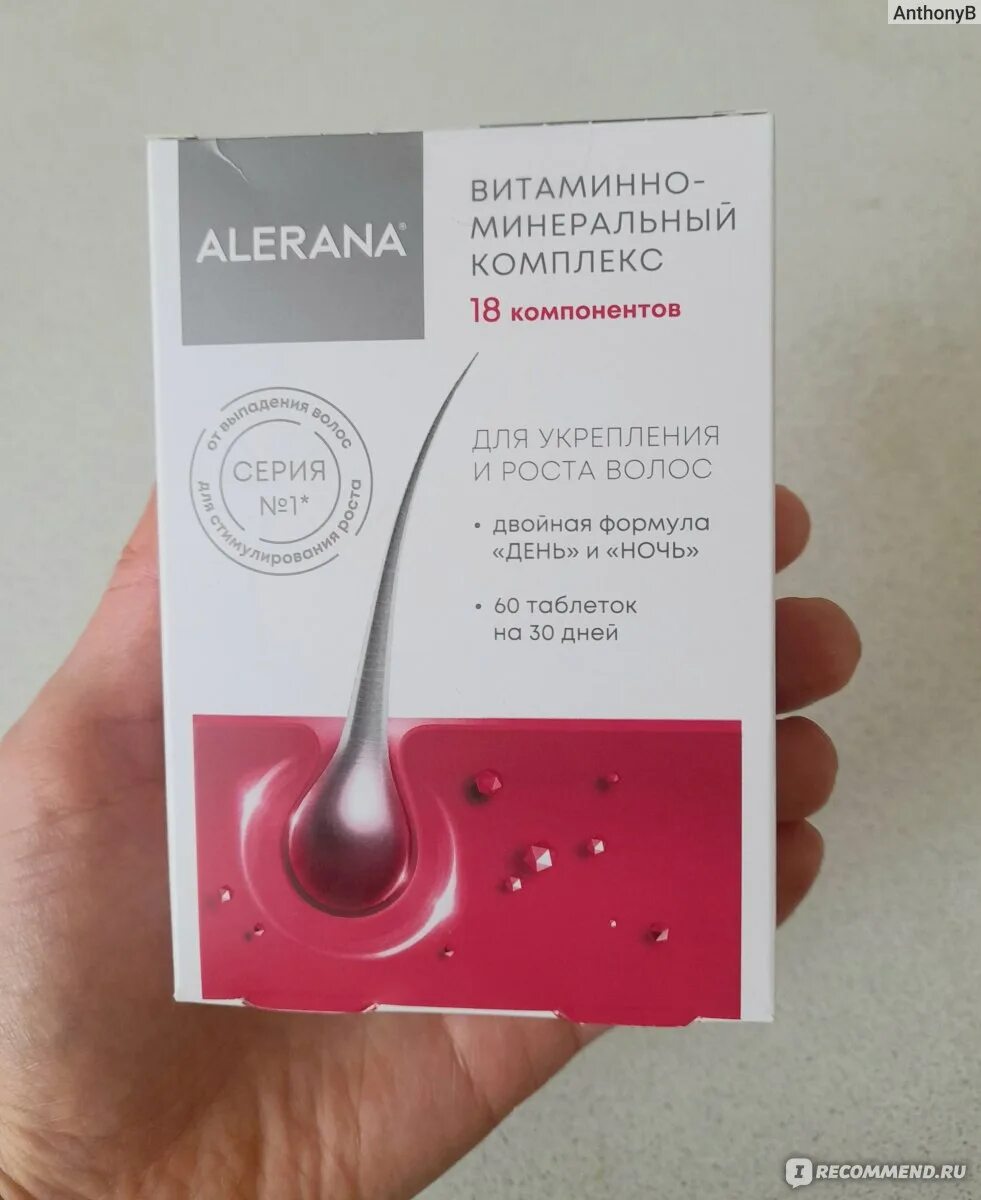 AnthonyB
ALERANA®
ВИТАМИННО-
МИНЕРАЛЬНЫЙ
КОМПЛЕКС
18 компонентов
от выпадения волос
СЕРИЯ
№1*
для стимулирования роста
ДЛЯ УКРЕПЛЕНИЯ
И РОСТА ВОЛОС
• двойная формула
«ДЕНЬ» и «НОЧЬ»
• 60 таблеток
на 30 дней
IRECOMMEND.RU